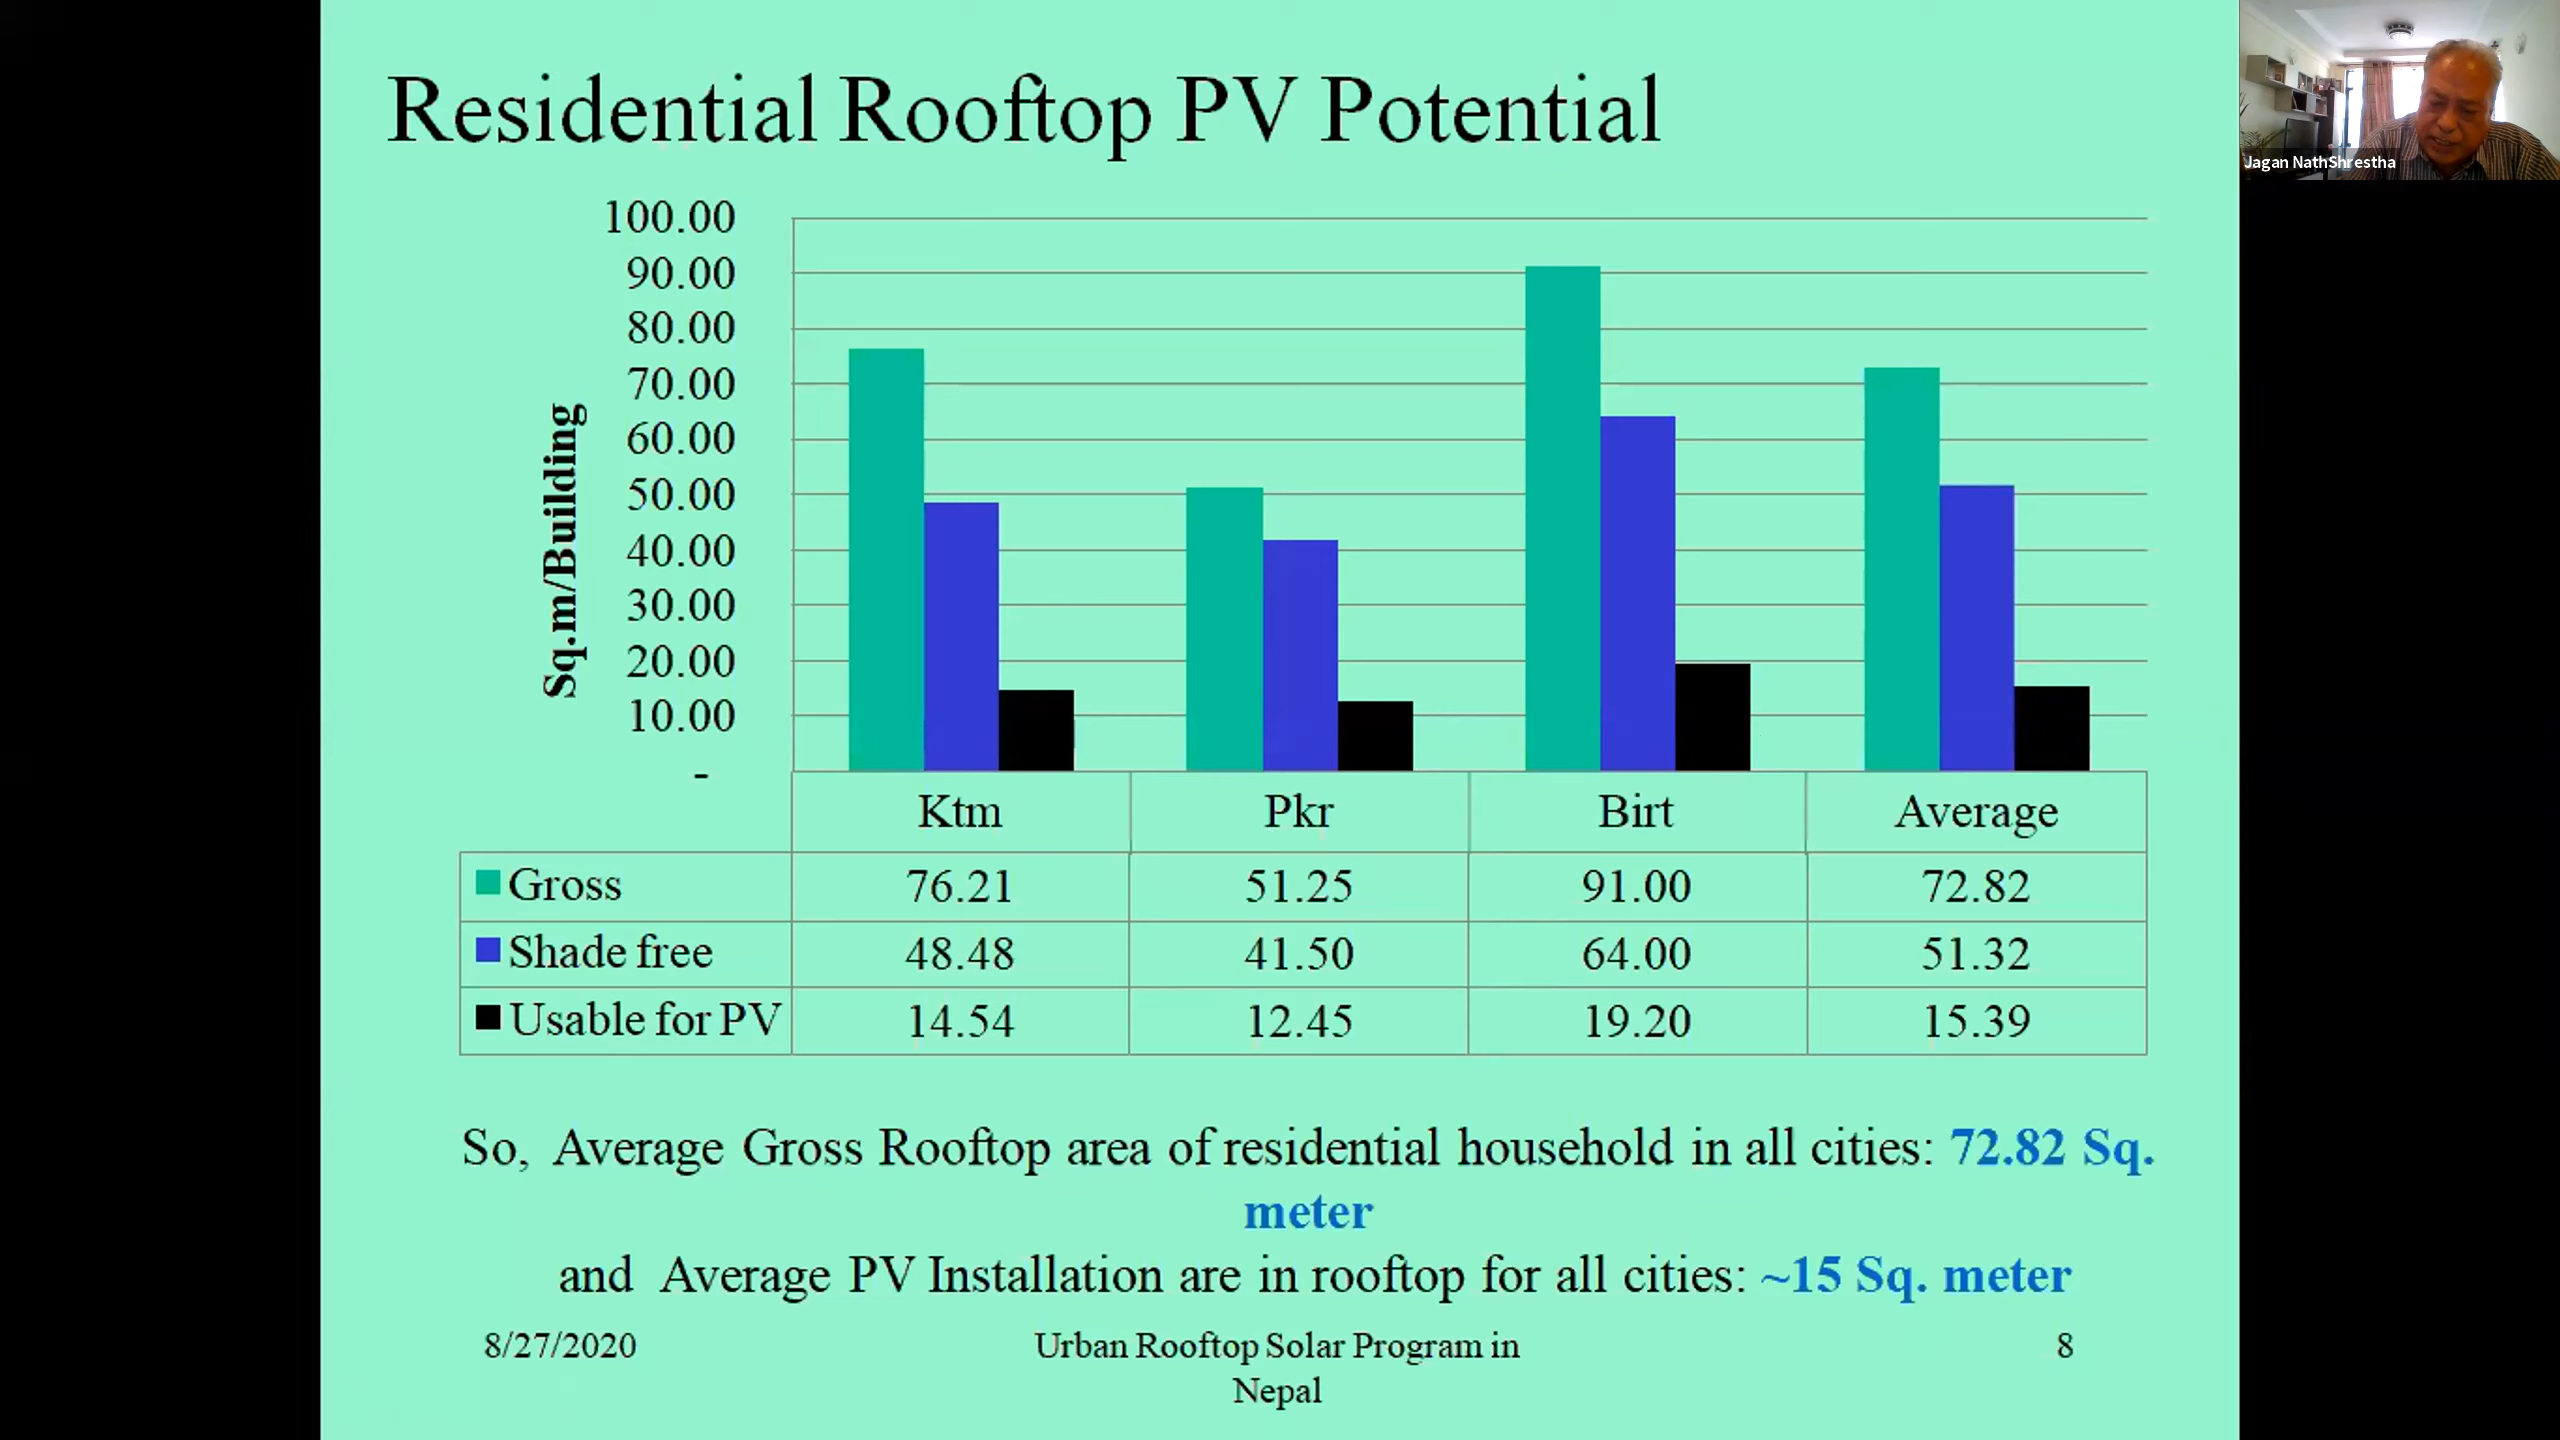 Residential Rooftop PV Potential
Jagan NathShrestha
Sq.m/Building
100.00
90.00
80.00
70.00
60.00
50.00
40.00
30.00
20.00
10.00
-
Ktm Pkr Birt Average
Gross 76.21 51.25 91.00 72.82
Shade free 48.48 41.50 64.00 51.32
Usable for PV 14.54 12.45 19.20 15.39
So, Average Gross Rooftop area of residential household in all cities: 72.82 Sq.
meter
and Average PV Installation are in rooftop for all cities: ~15 Sq. meter
8/27/2020
Urban Rooftop Solar Program in
Nepal
8